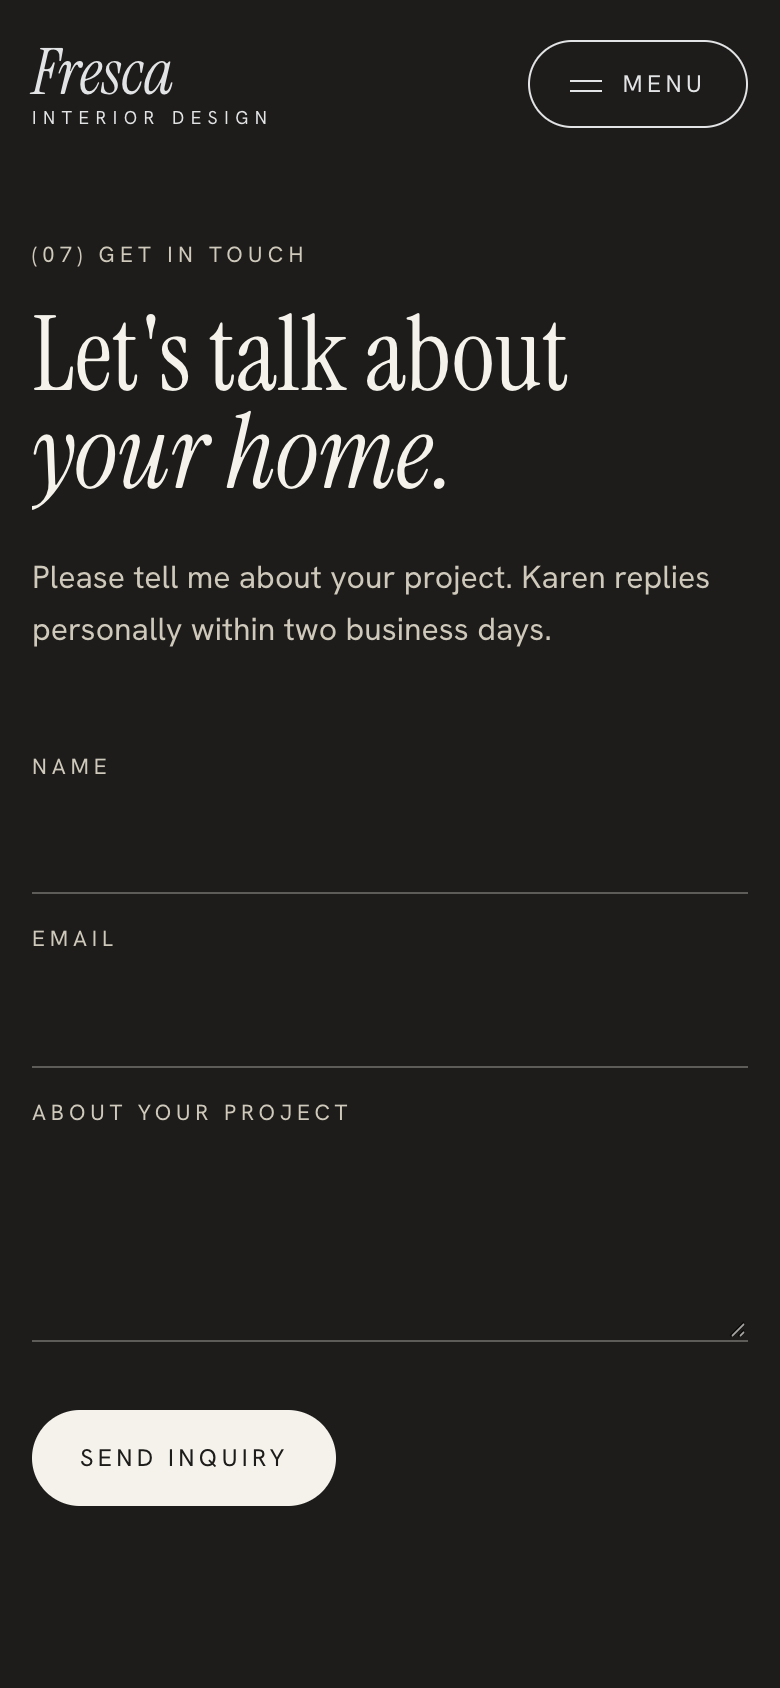 Fresca
INTERIOR DESIGN
MENU
(07) GET IN TOUCH
Let's talk about
your home.
Please tell me about your project. Karen replies
personally within two business days.
NAME
EMAIL
ABOUT YOUR PROJECT
SEND INQUIRY